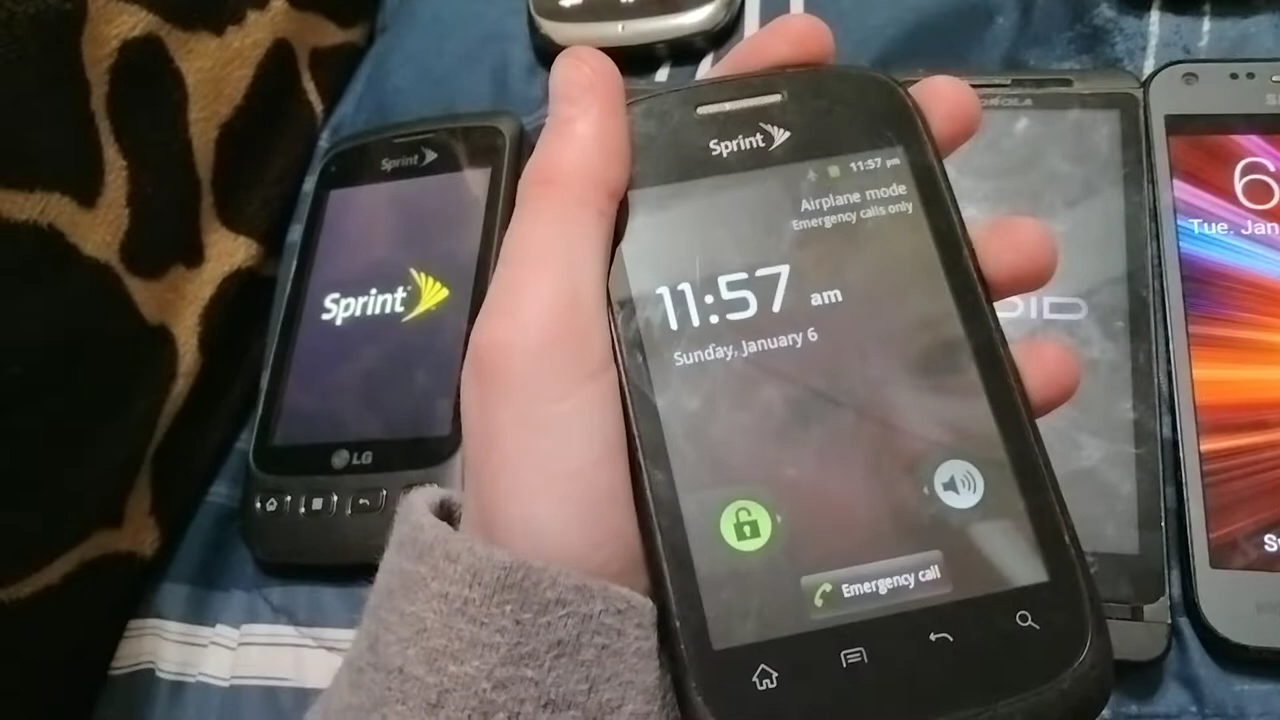 Sprint
Sprint
LG
Sprint
11:57 pm
Airplane mode
Emergency calls only
11:57 am
Sunday, January 6
Emergency call
6
Tue. Jan